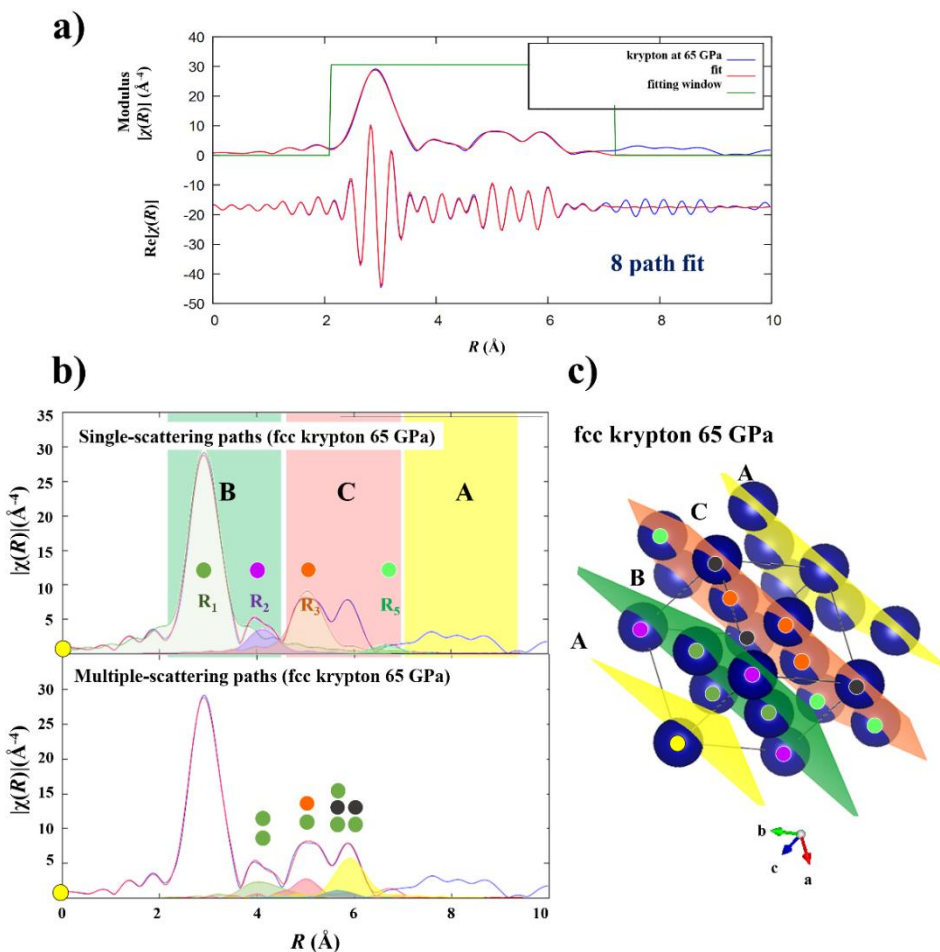 a)
40
30
20
10
0
-10
-20
-30
-40
-50
Modulus
|χ(R)| (Å⁻⁴)
Re|χ(R)|
krypton at 65 GPa
fit
fitting window
8 path fit
0 2 4 6 8 10
R (Å)
b)
35
30
25
20
15
10
5
|χ(R)|(Å⁻⁴)
Single-scattering paths (fcc krypton 65 GPa)
B C A
R₁ R₂ R₃ R₅
Multiple-scattering paths (fcc krypton 65 GPa)
30
25
20
15
10
5
0
|χ(R)|(Å⁻⁴)
0 2 4 6 8 10
R (Å)
c)
fcc krypton 65 GPa
A
C
B
A
b
c
a